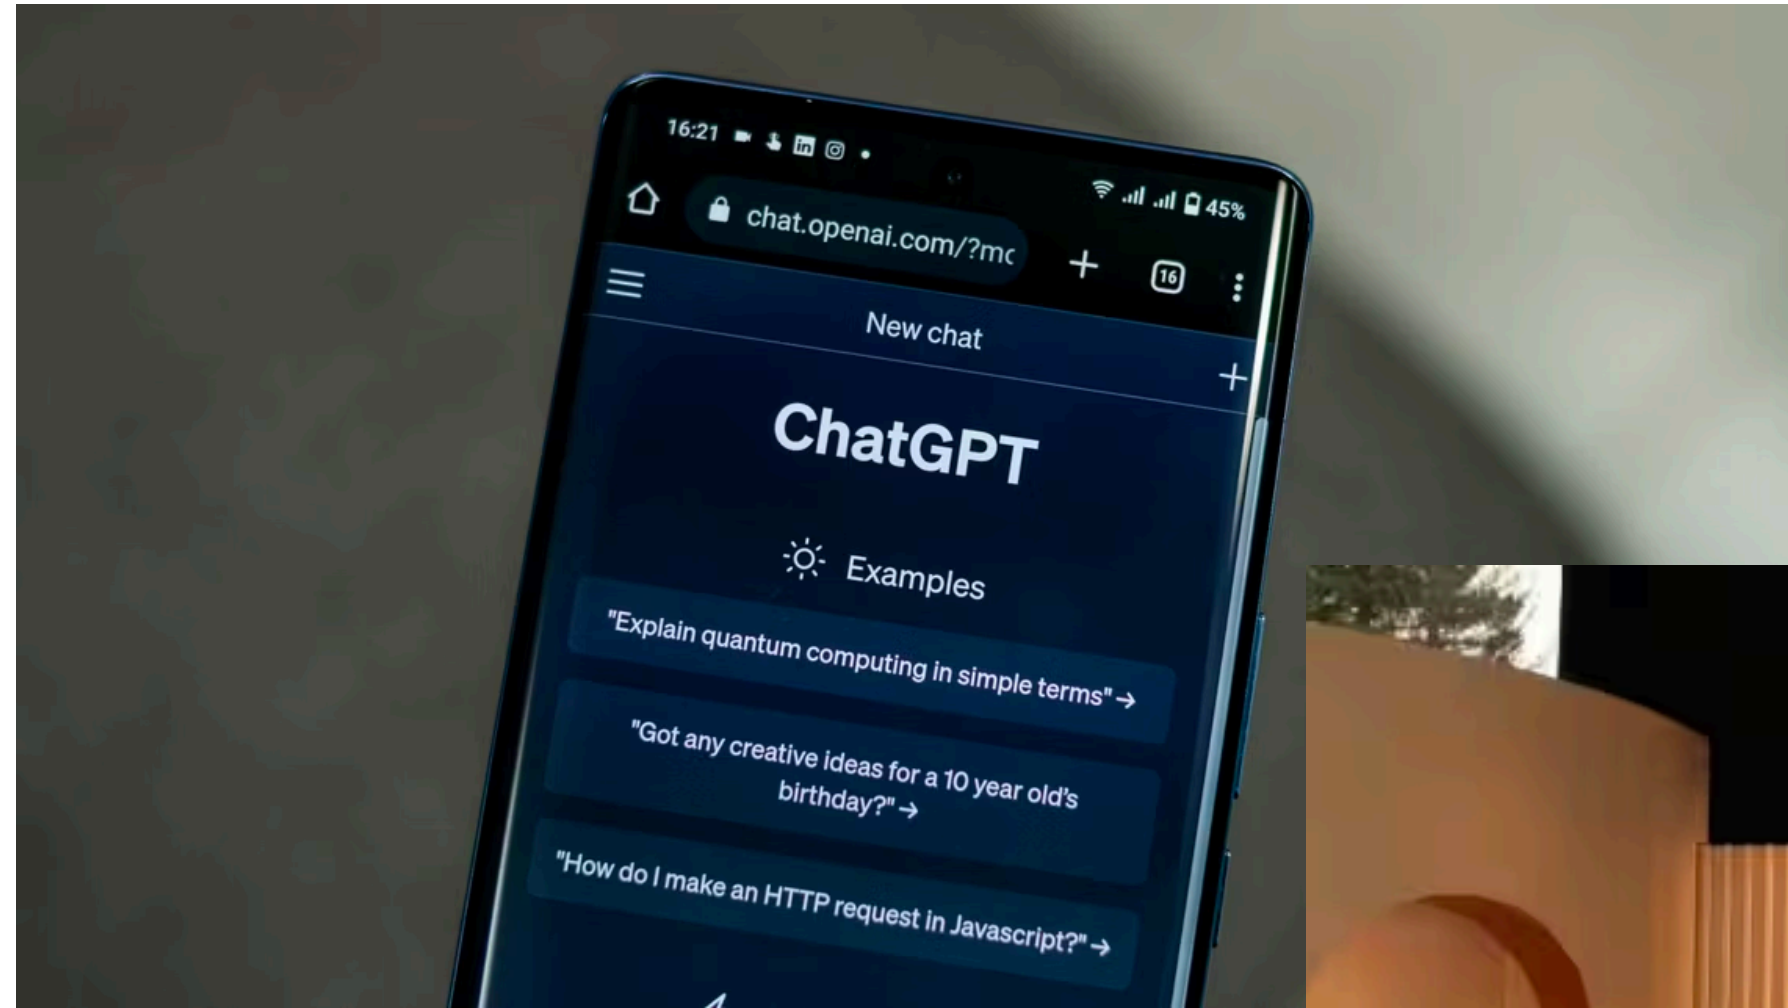 16:21
45%
chat.openai.com/?mc
16
New chat
ChatGPT
Examples
"Explain quantum computing in simple terms"→
"Got any creative ideas for a 10 year old's
birthday?"→
"How do I make an HTTP request in Javascript?"→